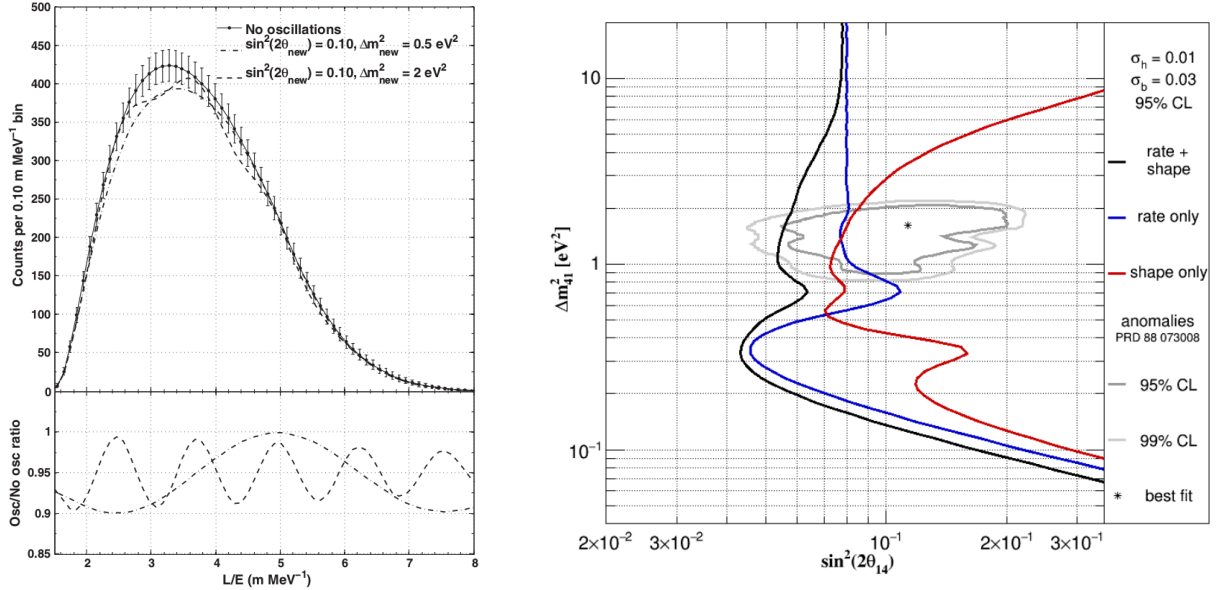 No oscillations
sin²(2θnew) = 0.10, Δm²new = 0.5 eV²
sin²(2θnew) = 0.10, Δm²new = 2 eV²
Counts per 0.10 m MeV⁻¹ bin
500
450
400
350
300
250
200
150
100
50
0
Osc/No osc ratio
1
0.95
0.9
0.85
2 3 4 5 6 7 8
L/E (m MeV⁻¹)
Δm²41 [eV²]
10
1
10⁻¹
2×10⁻² 3×10⁻² 10⁻¹ 2×10⁻¹ 3×10⁻¹
sin²(2θ14)
σh = 0.01
σb = 0.03
95% CL
rate +
shape
rate only
shape only
anomalies
PRD 88 073008
95% CL
99% CL
* best fit